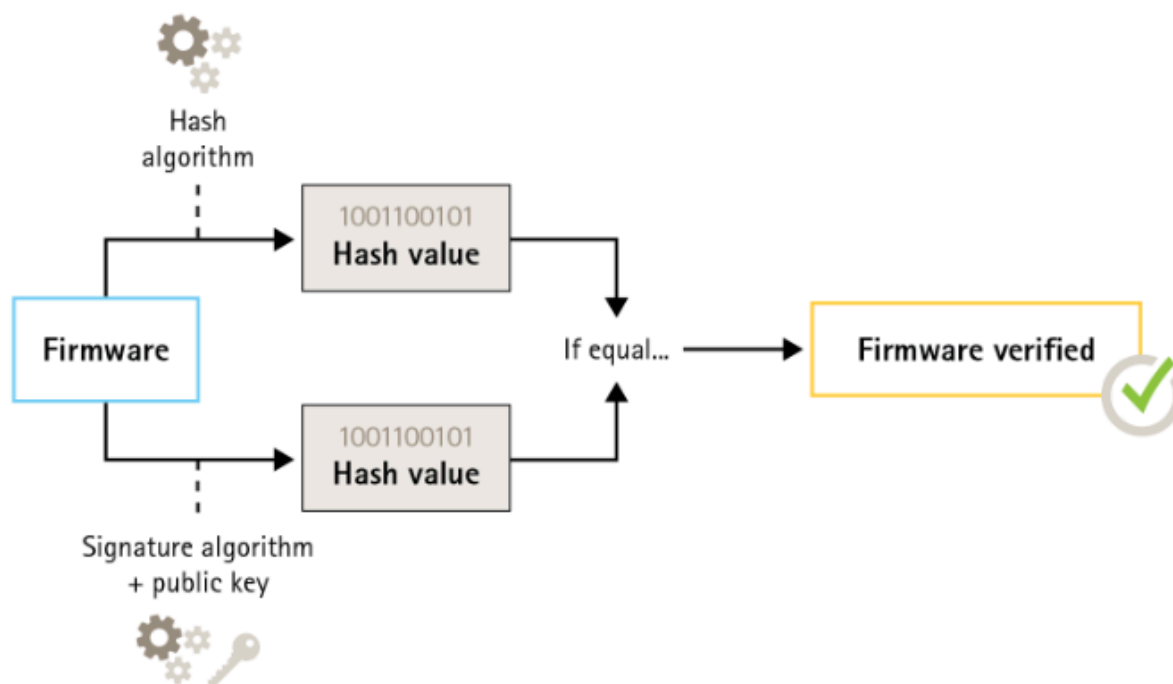 Hash
algorithm
1001100101
Hash value
Firmware
If equal...
Firmware verified
1001100101
Hash value
Signature algorithm
+ public key